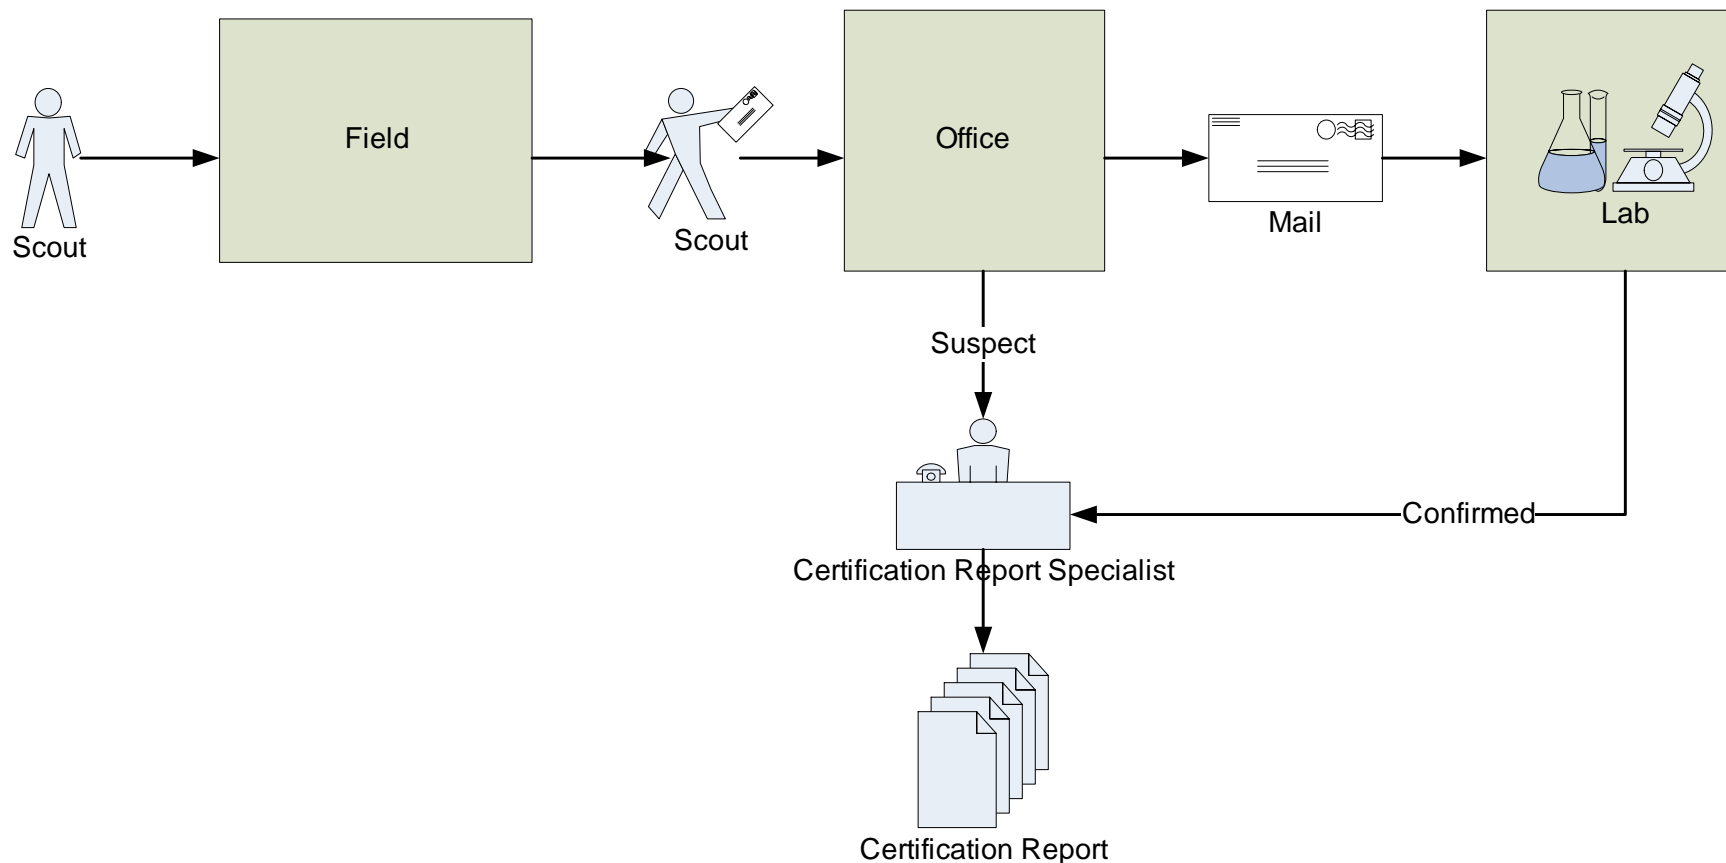 Field
Office
Lab
Scout
Scout
Mail
Suspect
Confirmed
Certification Report Specialist
Certification Report